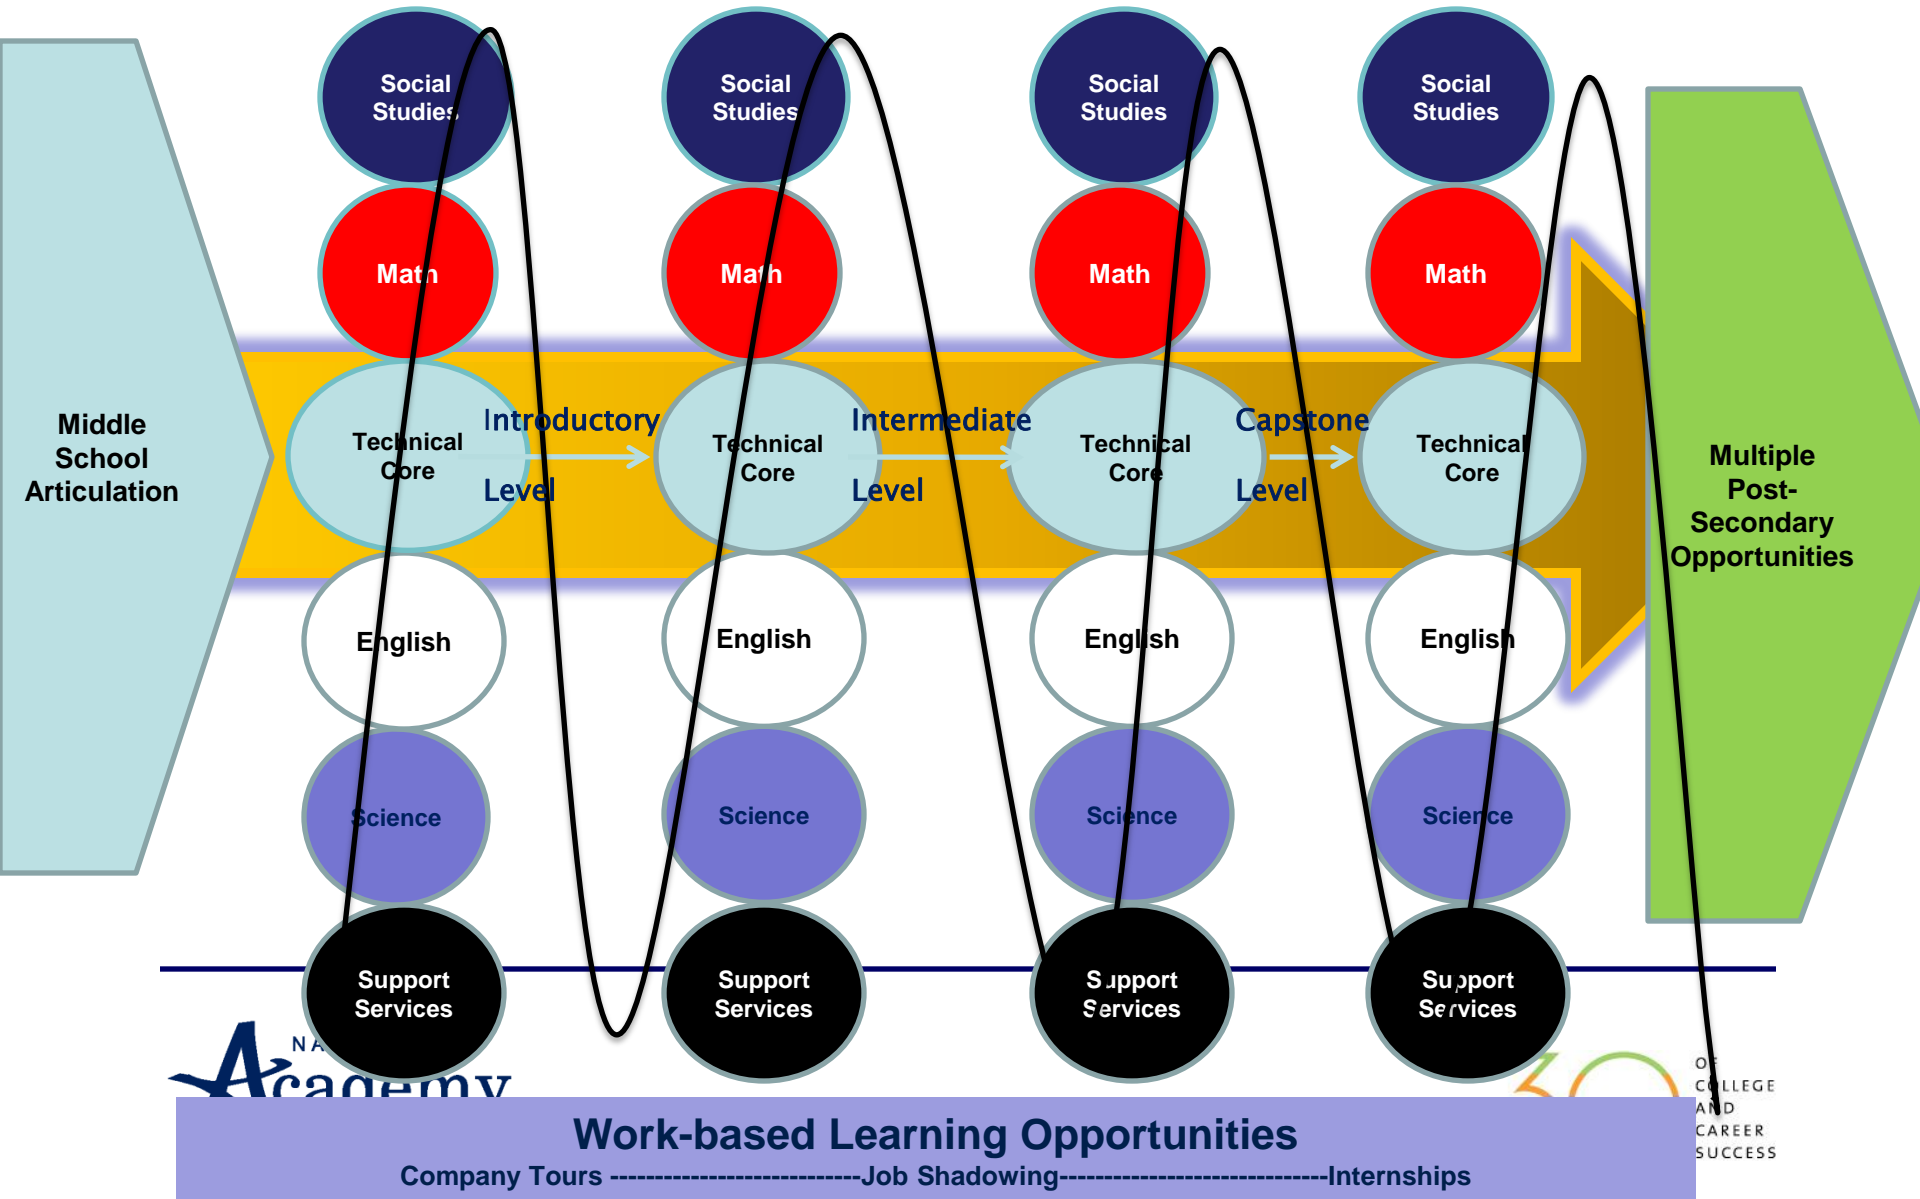 Social
Studies
Social
Studies
Social
Studies
Social
Studies
Math
Math
Math
Math
Middle
School
Articulation
Technical
Core
Introductory
Level
Technical
Core
Intermediate
Level
Technical
Core
Capstone
Level
Technical
Core
Multiple
Post-
Secondary
Opportunities
English
English
English
English
Science
Science
Science
Science
Support
Services
Support
Services
Support
Services
Support
Services
Academy
30
OF
COLLEGE
AND
CAREER
SUCCESS
Work-based Learning Opportunities
Company Tours ----------------------------Job Shadowing------------------------------Internships